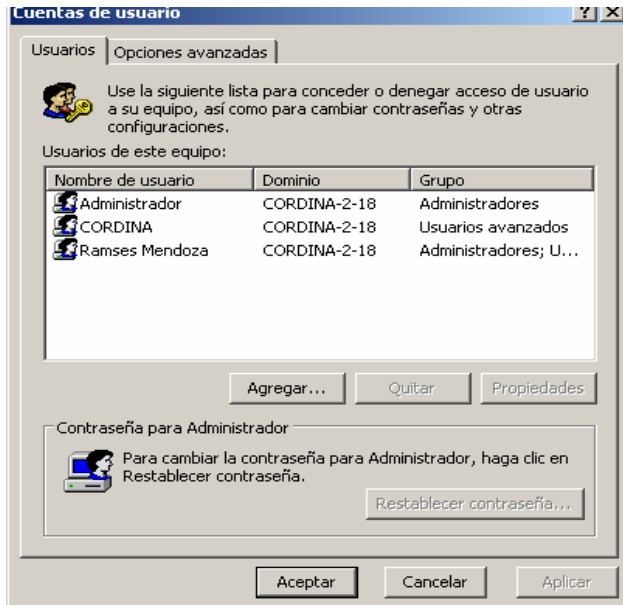 Cuentas de usuario
Usuarios
Opciones avanzadas
Use la siguiente lista para conceder o denegar acceso de usuario
a su equipo, así como para cambiar contraseñas y otras
configuraciones.
Usuarios de este equipo:
Nombre de usuario Dominio Grupo
Administrador CORDINA-2-18 Administradores
CORDINA CORDINA-2-18 Usuarios avanzados
Ramses Mendoza CORDINA-2-18 Administradores; U...
Agregar... Quitar Propiedades
Contraseña para Administrador
Para cambiar la contraseña para Administrador, haga clic en
Restablecer contraseña.
Restablecer contraseña...
Aceptar Cancelar Aplicar